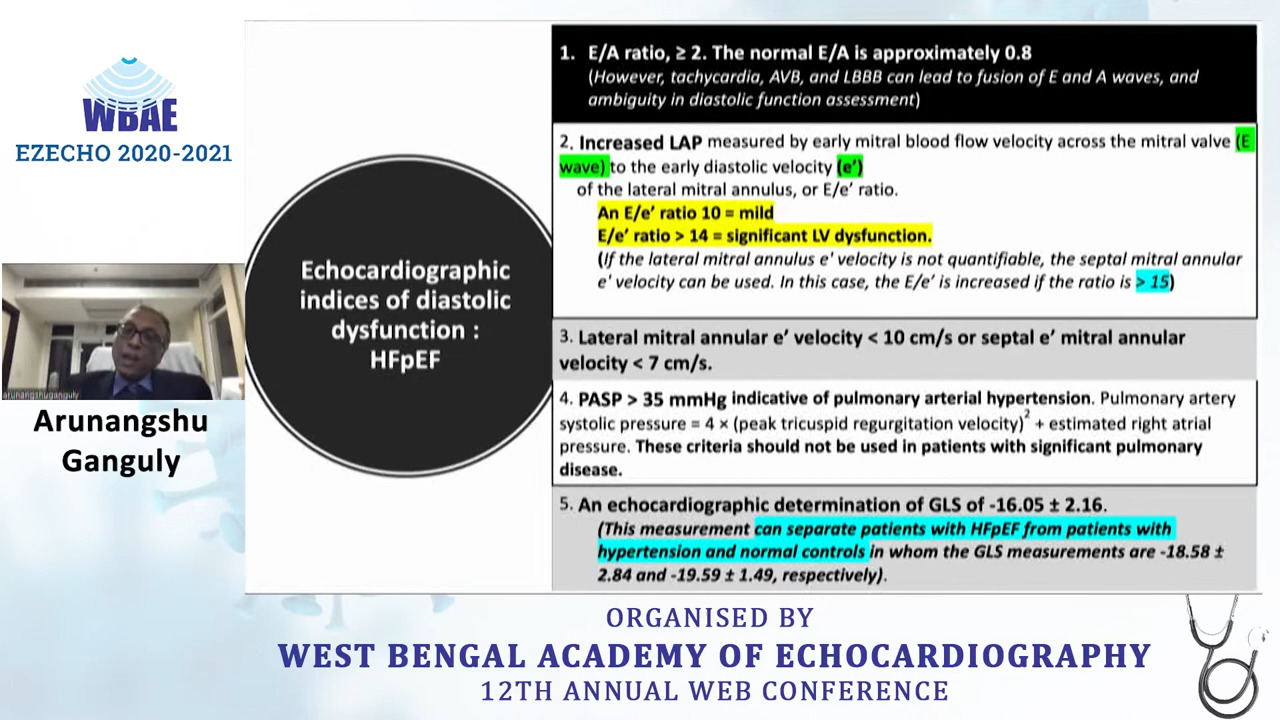 WBAE
EZECHO 2020-2021
arunangshuganguly
Arunangshu
Ganguly
Echocardiographic
indices of diastolic
dysfunction :
HFpEF
1. E/A ratio, ≥ 2. The normal E/A is approximately 0.8
(However, tachycardia, AVB, and LBBB can lead to fusion of E and A waves, and
ambiguity in diastolic function assessment)
2. Increased LAP measured by early mitral blood flow velocity across the mitral valve (E
wave) to the early diastolic velocity (e’)
of the lateral mitral annulus, or E/e’ ratio.
An E/e’ ratio 10 = mild
E/e’ ratio > 14 = significant LV dysfunction.
(If the lateral mitral annulus e' velocity is not quantifiable, the septal mitral annular
e' velocity can be used. In this case, the E/e’ is increased if the ratio is > 15)
3. Lateral mitral annular e’ velocity < 10 cm/s or septal e’ mitral annular
velocity < 7 cm/s.
4. PASP > 35 mmHg indicative of pulmonary arterial hypertension. Pulmonary artery
systolic pressure = 4 × (peak tricuspid regurgitation velocity)² + estimated right atrial
pressure. These criteria should not be used in patients with significant pulmonary
disease.
5. An echocardiographic determination of GLS of -16.05 ± 2.16.
(This measurement can separate patients with HFpEF from patients with
hypertension and normal controls in whom the GLS measurements are -18.58 ±
2.84 and -19.59 ± 1.49, respectively).
ORGANISED BY
WEST BENGAL ACADEMY OF ECHOCARDIOGRAPHY
12TH ANNUAL WEB CONFERENCE